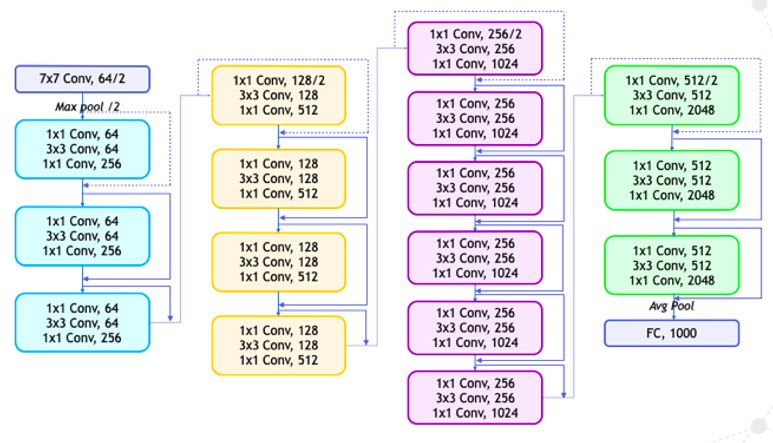 7x7 Conv, 64/2
Max pool /2
1x1 Conv, 64
3x3 Conv, 64
1x1 Conv, 256
1x1 Conv, 64
3x3 Conv, 64
1x1 Conv, 256
1x1 Conv, 64
3x3 Conv, 64
1x1 Conv, 256
1x1 Conv, 128/2
3x3 Conv, 128
1x1 Conv, 512
1x1 Conv, 128
3x3 Conv, 128
1x1 Conv, 512
1x1 Conv, 128
3x3 Conv, 128
1x1 Conv, 512
1x1 Conv, 128
3x3 Conv, 128
1x1 Conv, 512
1x1 Conv, 256/2
3x3 Conv, 256
1x1 Conv, 1024
1x1 Conv, 256
3x3 Conv, 256
1x1 Conv, 1024
1x1 Conv, 256
3x3 Conv, 256
1x1 Conv, 1024
1x1 Conv, 256
3x3 Conv, 256
1x1 Conv, 1024
1x1 Conv, 256
3x3 Conv, 256
1x1 Conv, 1024
1x1 Conv, 256
3x3 Conv, 256
1x1 Conv, 1024
1x1 Conv, 512/2
3x3 Conv, 512
1x1 Conv, 2048
1x1 Conv, 512
3x3 Conv, 512
1x1 Conv, 2048
1x1 Conv, 512
3x3 Conv, 512
1x1 Conv, 2048
Avg Pool
FC, 1000